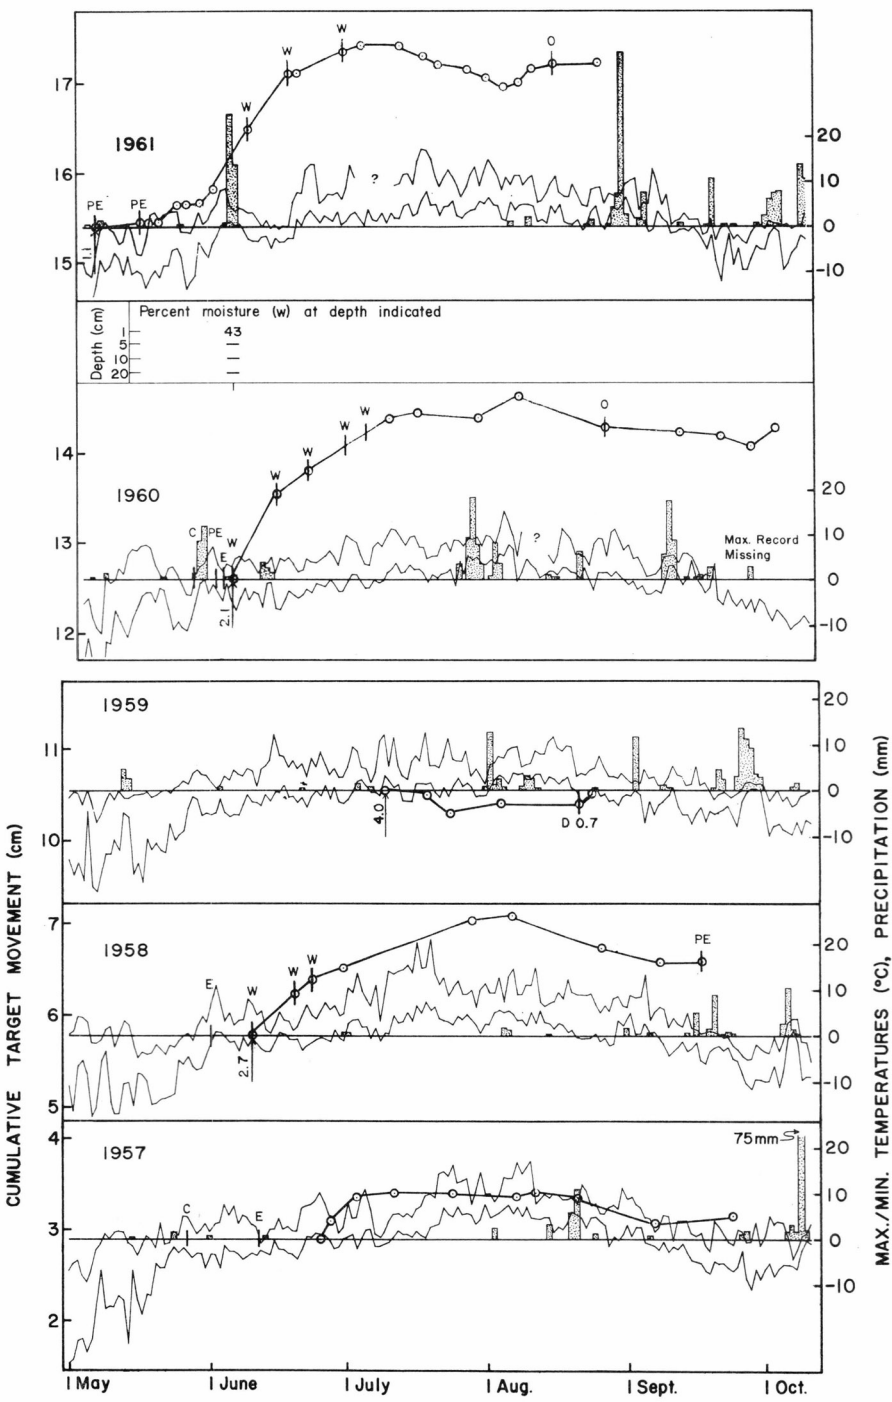 W
W
W
O
17
1961
20
16
PE
PE
?
10
0
1.1
15
-10
Depth (cm)
Percent moisture (w) at depth indicated
1
43
5
10
20
O
W
W
14
W
W
1960
20
C
PE
W
E
?
Max. Record
Missing
13
10
0
2.1
12
-10
1959
20
11
10
?
0
4.0
D 0.7
10
-10
7
1958
PE
20
W
W
E
W
10
6
0
2.7
-10
5
4
1957
75mm
20
C
E
10
3
0
-10
2
1 May
1 June
1 July
1 Aug.
1 Sept.
1 Oct.
CUMULATIVE TARGET MOVEMENT (cm)
MAX./MIN. TEMPERATURES (°C), PRECIPITATION (mm)